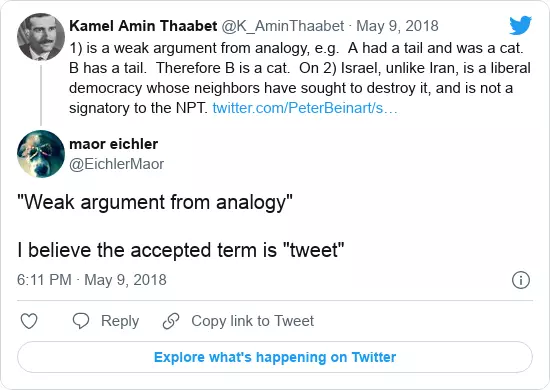 Kamel Amin Thaabet @K_AminThaabet · May 9, 2018
1) is a weak argument from analogy, e.g.  A had a tail and was a cat.
B has a tail.  Therefore B is a cat.  On 2) Israel, unlike Iran, is a liberal
democracy whose neighbors have sought to destroy it, and is not a
signatory to the NPT. twitter.com/PeterBeinart/s…
maor eichler
@EichlerMaor
"Weak argument from analogy"
I believe the accepted term is "tweet"
6:11 PM · May 9, 2018
Reply
Copy link to Tweet
Explore what's happening on Twitter